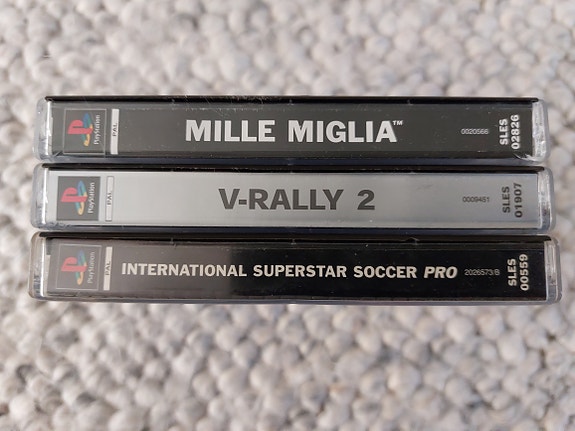 PlayStation
PAL
MILLE MIGLIA™
0020566
SLES
02826
PlayStation
PAL
V-RALLY 2
0009451
SLES
01907
PlayStation
PAL
INTERNATIONAL SUPERSTAR SOCCER PRO
2026573/B
SLES
00559